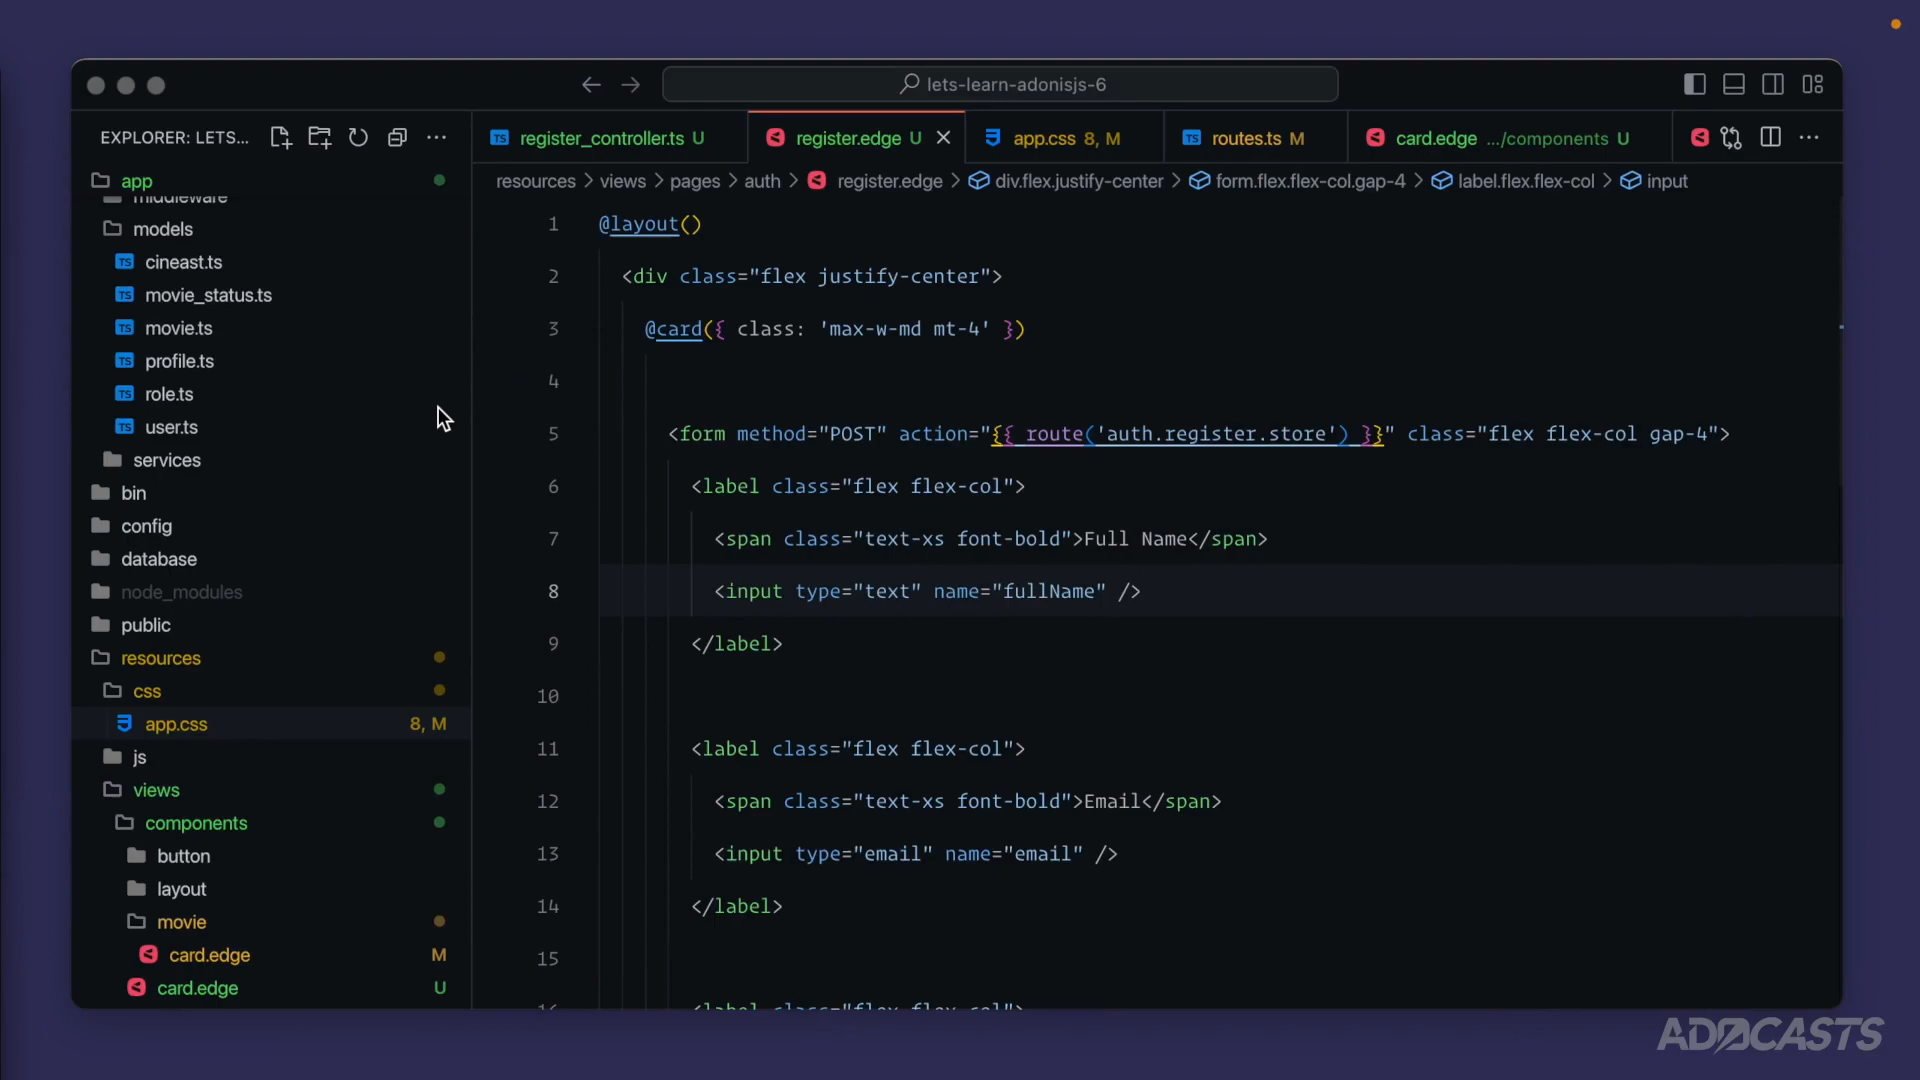 lets-learn-adonisjs-6
EXPLORER: LETS...
register_controller.ts U
register.edge U
app.css 8, M
routes.ts M
card.edge .../components U
resources > views > pages > auth > register.edge > div.flex.justify-center > form.flex.flex-col.gap-4 > label.flex.flex-col > input
app
middleware
models
cineast.ts
movie_status.ts
movie.ts
profile.ts
role.ts
user.ts
services
bin
config
database
node_modules
public
resources
css
app.css 8, M
js
views
components
button
layout
movie
card.edge M
card.edge U
1 @layout()
2 <div class="flex justify-center">
3 @card({ class: 'max-w-md mt-4' })
4
5 <form method="POST" action="{{ route('auth.register.store') }}" class="flex flex-col gap-4">
6 <label class="flex flex-col">
7 <span class="text-xs font-bold">Full Name</span>
8 <input type="text" name="fullName" />
9 </label>
10
11 <label class="flex flex-col">
12 <span class="text-xs font-bold">Email</span>
13 <input type="email" name="email" />
14 </label>
15
16 <label class="flex flex-col">
ADOCASTS